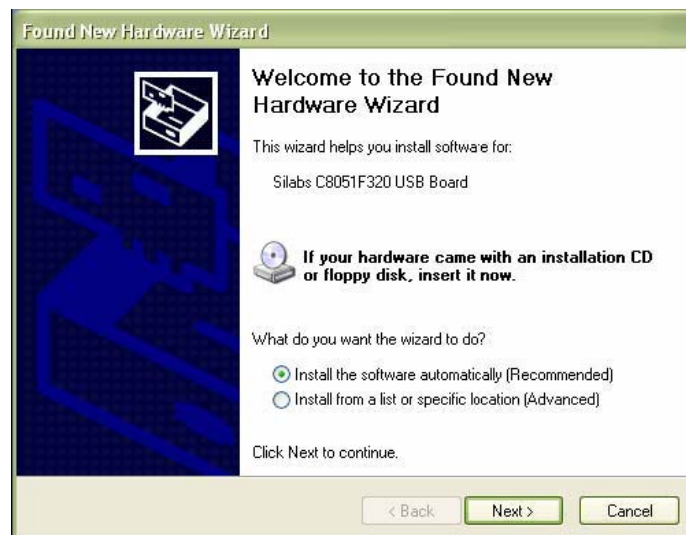 Found New Hardware Wizard
Welcome to the Found New
Hardware Wizard
This wizard helps you install software for:
Silabs C8051F320 USB Board
If your hardware came with an installation CD
or floppy disk, insert it now.
What do you want the wizard to do?
Install the software automatically (Recommended)
Install from a list or specific location (Advanced)
Click Next to continue.
< Back
Next >
Cancel